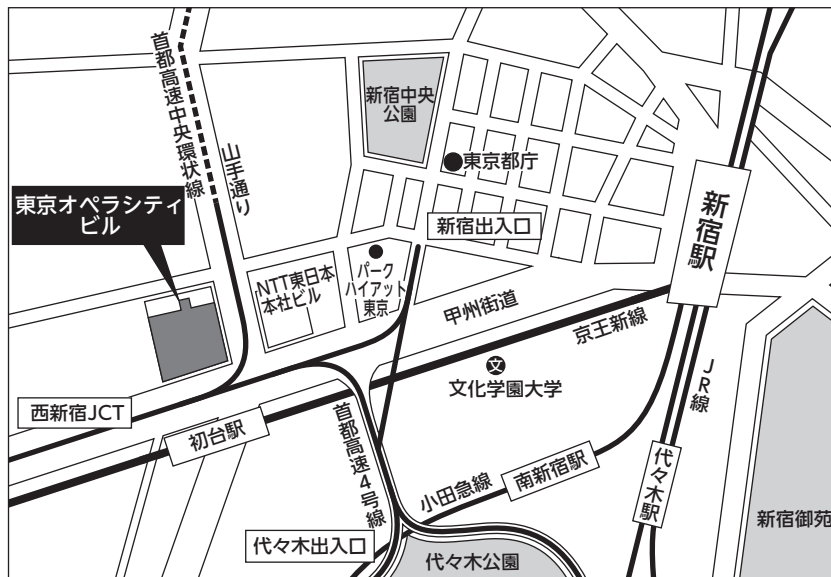 首都高速中央環状線
山手通り
新宿中央
公園
東京都庁
東京オペラシティ
ビル
新宿出入口
新宿駅
NTT東日本
本社ビル
パーク
ハイアット
東京
甲州街道
京王新線
文
文化学園大学
JR線
西新宿JCT
初台駅
首都高速4号線
小田急線
南新宿駅
代々木駅
新宿御苑
代々木出入口
代々木公園